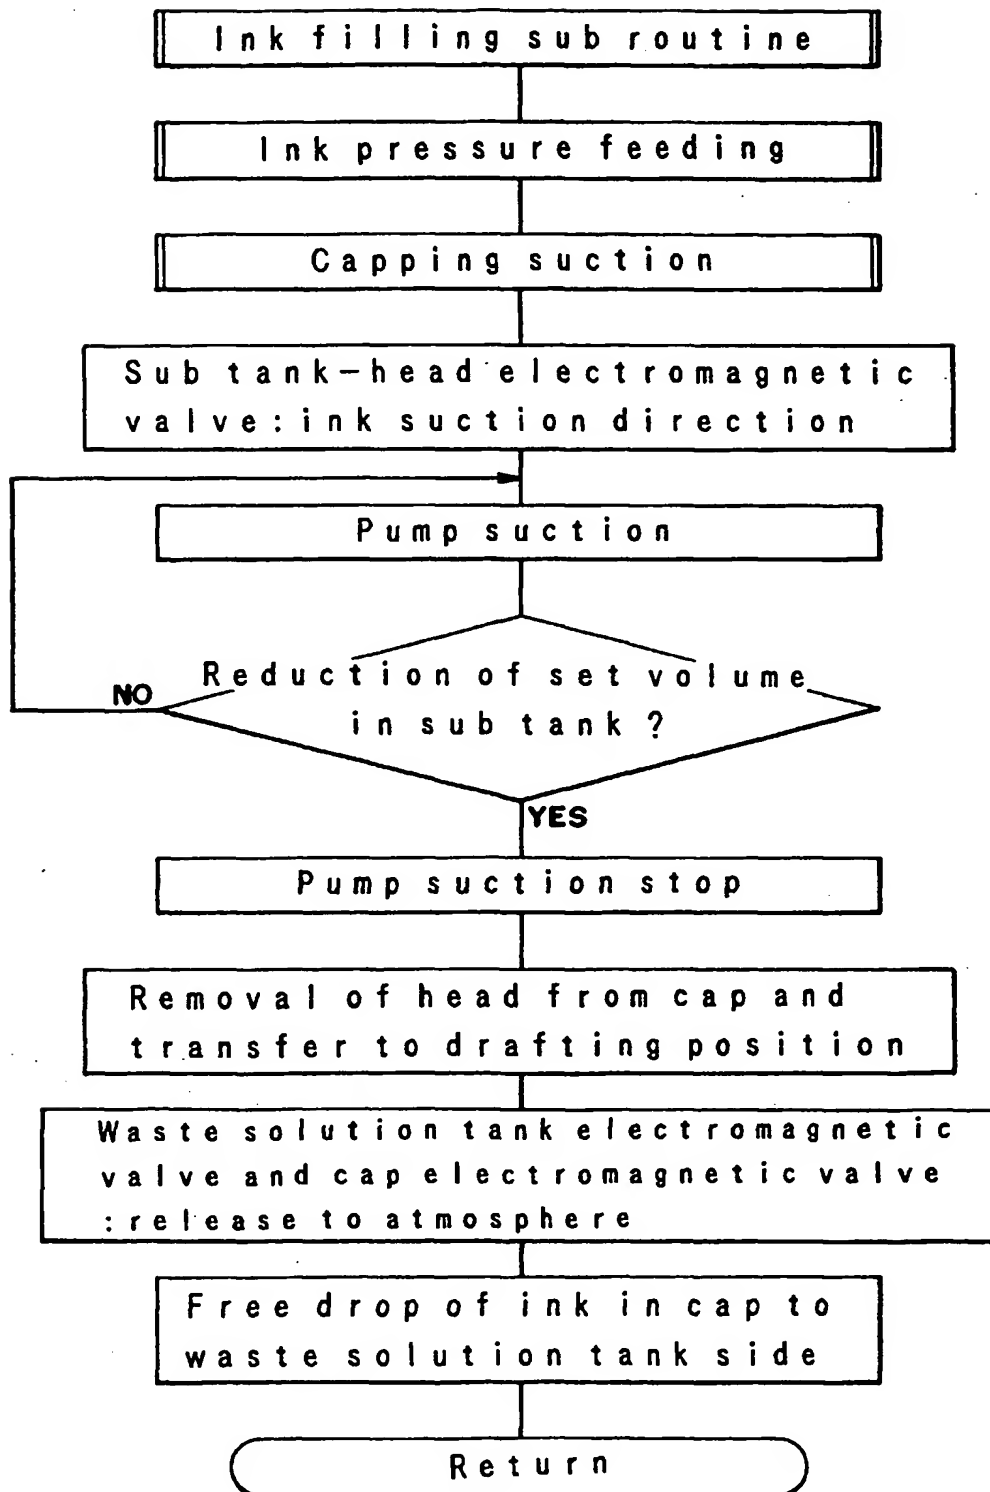 Ink filling sub routine
Ink pressure feeding
Capping suction
Sub tank-head electromagnetic
valve: ink suction direction
Pump suction
Reduction of set volume
in sub tank ?
NO
YES
Pump suction stop
Removal of head from cap and
transfer to drafting position
Waste solution tank electromagnetic
valve and cap electromagnetic valve
: release to atmosphere
Free drop of ink in cap to
waste solution tank side
Return